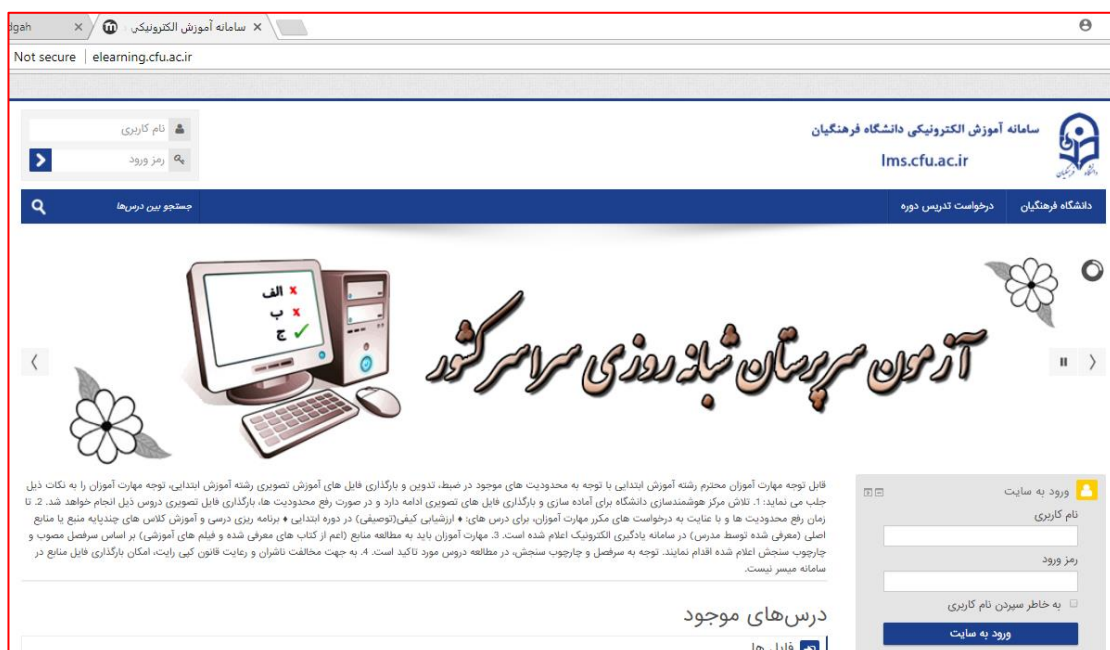 dgah
سامانه آموزش الکترونیکی
Not secure | elearning.cfu.ac.ir
سامانه آموزش الکترونیکی دانشگاه فرهنگیان
lms.cfu.ac.ir
نام کاربری
رمز ورود
دانشگاه فرهنگیان
درخواست تدریس دوره
جستجو بین درس‌ها
آزمون سرپرستان شبانه روزی سراسر کشور
الف
ب
ج
قابل توجه مهارت آموزان محترم رشته آموزش ابتدایی با توجه به محدودیت های موجود در ضبط، تدوین و بارگذاری فایل های آموزش تصویری رشته آموزش ابتدایی، توجه مهارت آموزان را به نکات ذیل
جلب می نماید: 1. تلاش مرکز هوشمندسازی دانشگاه برای آماده سازی و بارگذاری فایل های تصویری ادامه دارد و در صورت رفع محدودیت ها، بارگذاری فایل تصویری دروس ذیل انجام خواهد شد. 2. تا
زمان رفع محدودیت ها و با عنایت به درخواست های مکرر مهارت آموزان، برای درس های: ♦ ارزشیابی کیفی(توصیفی) در دوره ابتدایی ♦ برنامه ریزی درسی و آموزش کلاس های چندپایه منبع یا منابع
اصلی (معرفی شده توسط مدرس) در سامانه یادگیری الکترونیک اعلام شده است. 3. مهارت آموزان باید به مطالعه منابع (اعم از کتاب های معرفی شده و فیلم های آموزشی) بر اساس سرفصل مصوب و
چارچوب سنجش اعلام شده اقدام نمایند. توجه به سرفصل و چارچوب سنجش، در مطالعه دروس مورد تاکید است. 4. به جهت مخالفت ناشران و رعایت قانون کپی رایت، امکان بارگذاری فایل منابع در
سامانه میسر نیست.
ورود به سایت
نام کاربری
رمز ورود
به خاطر سپردن نام کاربری
ورود به سایت
درس‌های موجود
فایل ها